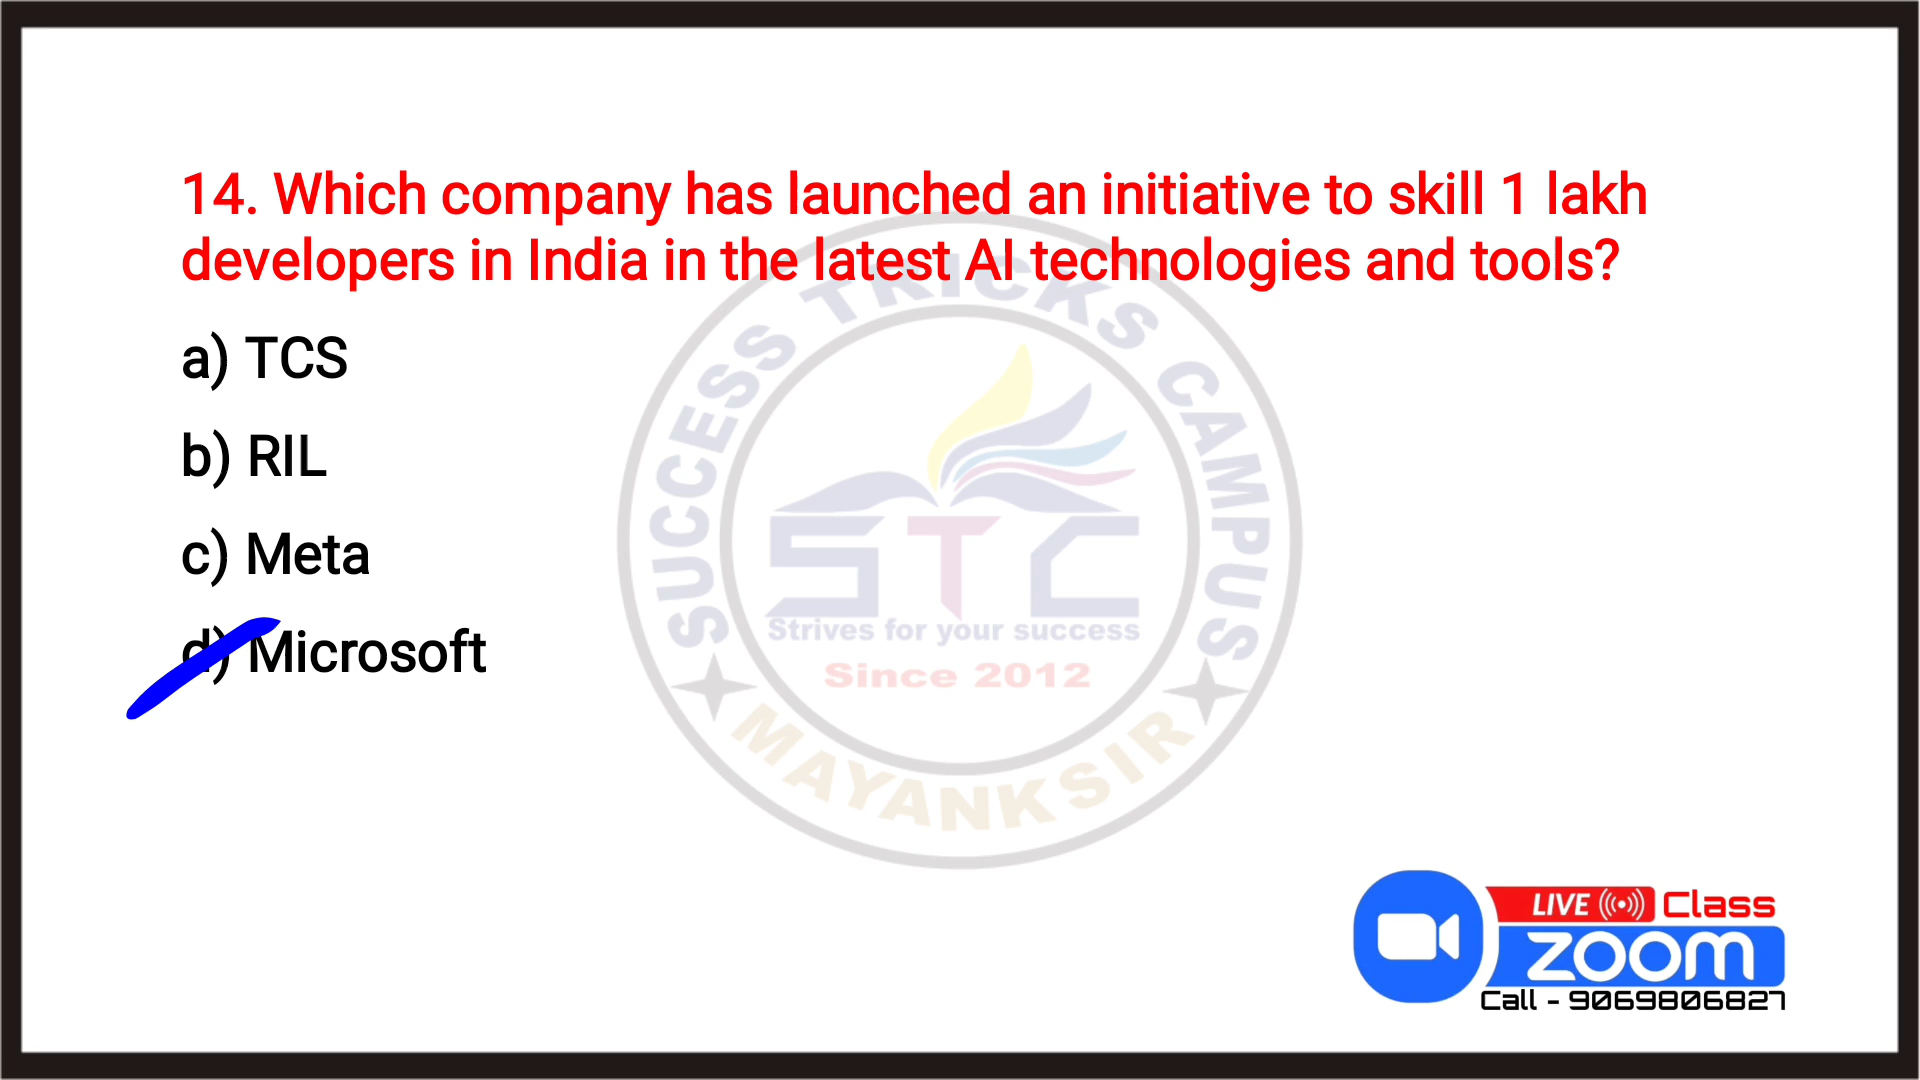 14. Which company has launched an initiative to skill 1 lakh
developers in India in the latest AI technologies and tools?
a) TCS
b) RIL
c) Meta
d) Microsoft
SUCCESS TRICKS CAMPUS
STC
Strives for your success
Since 2012
MAYANK SIR
LIVE Class
zoom
Call - 9069806827